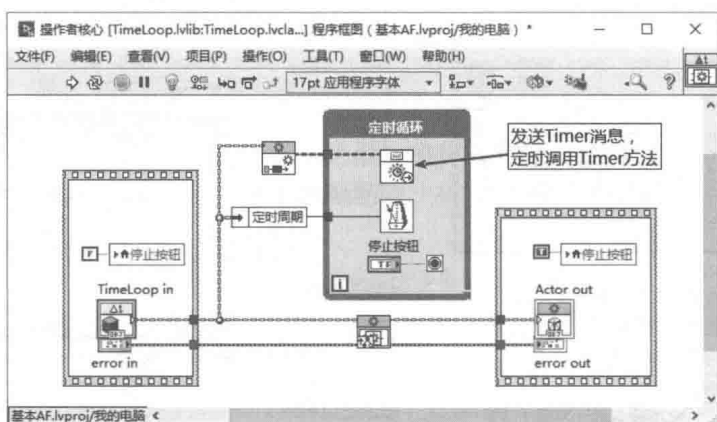 操作者核心 [TimeLoop.lvlib:TimeLoop.lvcla...] 程序框图 ( 基本AF.lvproj/我的电脑 ) *
文件(F) 编辑(E) 查看(V) 项目(P) 操作(O) 工具(T) 窗口(W) 帮助(H)
17pt 应用程序字体
Δt
定时循环
发送Timer消息，
定时调用Timer方法
定时周期
停止按钮
TF
i
F
停止按钮
T
停止按钮
TimeLoop in
Actor out
Δt
error in
error out
基本AF.lvproj/我的电脑